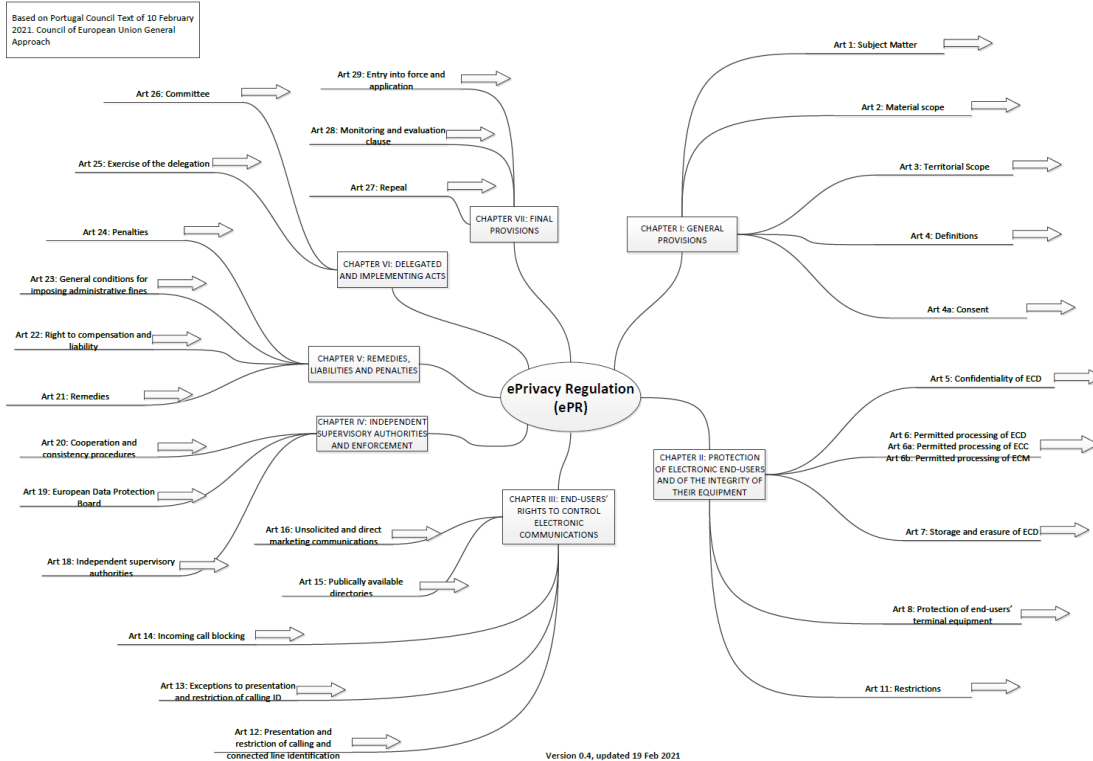 Based on Portugal Council Text of 10 February
2021. Council of European Union General
Approach
ePrivacy Regulation
(ePR)
CHAPTER I: GENERAL
PROVISIONS
Art 1: Subject Matter
Art 2: Material scope
Art 3: Territorial Scope
Art 4: Definitions
Art 4a: Consent
CHAPTER II: PROTECTION
OF ELECTRONIC END-USERS
AND OF THE INTEGRITY OF
THEIR EQUIPMENT
Art 5: Confidentiality of ECD
Art 6: Permitted processing of ECD
Art 6a: Permitted processing of ECC
Art 6b: Permitted processing of ECM
Art 7: Storage and erasure of ECD
Art 8: Protection of end-users'
terminal equipment
Art 11: Restrictions
CHAPTER III: END-USERS'
RIGHTS TO CONTROL
ELECTRONIC
COMMUNICATIONS
Art 16: Unsolicited and direct
marketing communications
Art 15: Publically available
directories
Art 14: Incoming call blocking
Art 13: Exceptions to presentation
and restriction of calling ID
Art 12: Presentation and
restriction of calling and
connected line identification
CHAPTER IV: INDEPENDENT
SUPERVISORY AUTHORITIES
AND ENFORCEMENT
Art 20: Cooperation and
consistency procedures
Art 19: European Data Protection
Board
Art 18: Independent supervisory
authorities
CHAPTER V: REMEDIES,
LIABILITIES AND PENALTIES
Art 24: Penalties
Art 23: General conditions for
imposing administrative fines
Art 22: Right to compensation and
liability
Art 21: Remedies
CHAPTER VI: DELEGATED
AND IMPLEMENTING ACTS
Art 26: Committee
Art 25: Exercise of the delegation
CHAPTER VII: FINAL
PROVISIONS
Art 29: Entry into force and
application
Art 28: Monitoring and evaluation
clause
Art 27: Repeal
Version 0.4, updated 19 Feb 2021